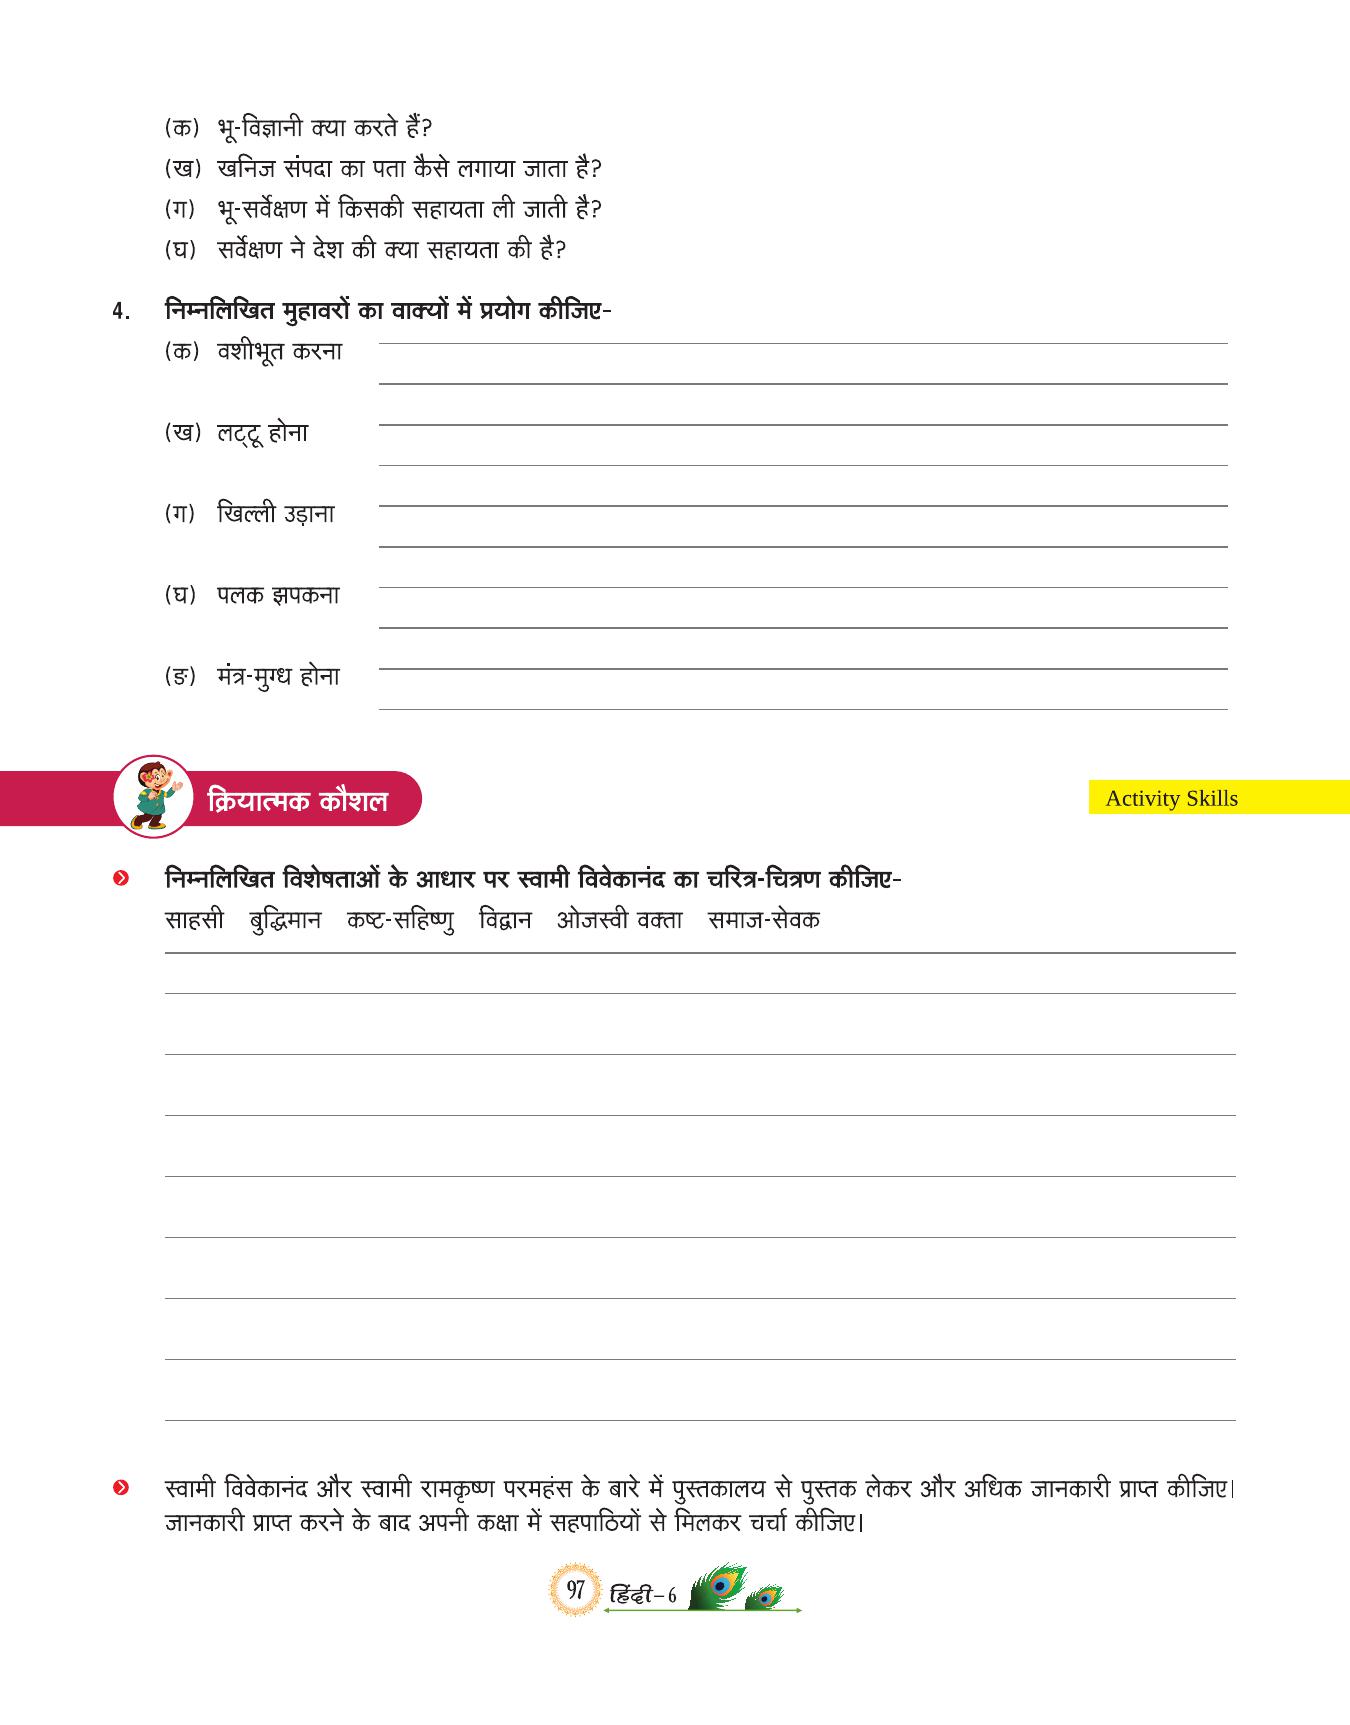 (क) भू-विज्ञानी क्या करते हैं?
(ख) खनिज संपदा का पता कैसे लगाया जाता है?
(ग) भू-सर्वेक्षण में किसकी सहायता ली जाती है?
(घ) सर्वेक्षण ने देश की क्या सहायता की है?
4. निम्नलिखित मुहावरों का वाक्यों में प्रयोग कीजिए-
(क) वशीभूत करना
(ख) लट्टू होना
(ग) खिल्ली उड़ाना
(घ) पलक झपकना
(ङ) मंत्र-मुग्ध होना
क्रियात्मक कौशल
Activity Skills
निम्नलिखित विशेषताओं के आधार पर स्वामी विवेकानंद का चरित्र-चित्रण कीजिए-
साहसी बुद्धिमान कष्ट-सहिष्णु विद्वान ओजस्वी वक्ता समाज-सेवक
स्वामी विवेकानंद और स्वामी रामकृष्ण परमहंस के बारे में पुस्तकालय से पुस्तक लेकर और अधिक जानकारी प्राप्त कीजिए।
जानकारी प्राप्त करने के बाद अपनी कक्षा में सहपाठियों से मिलकर चर्चा कीजिए।
97 हिंदी–6